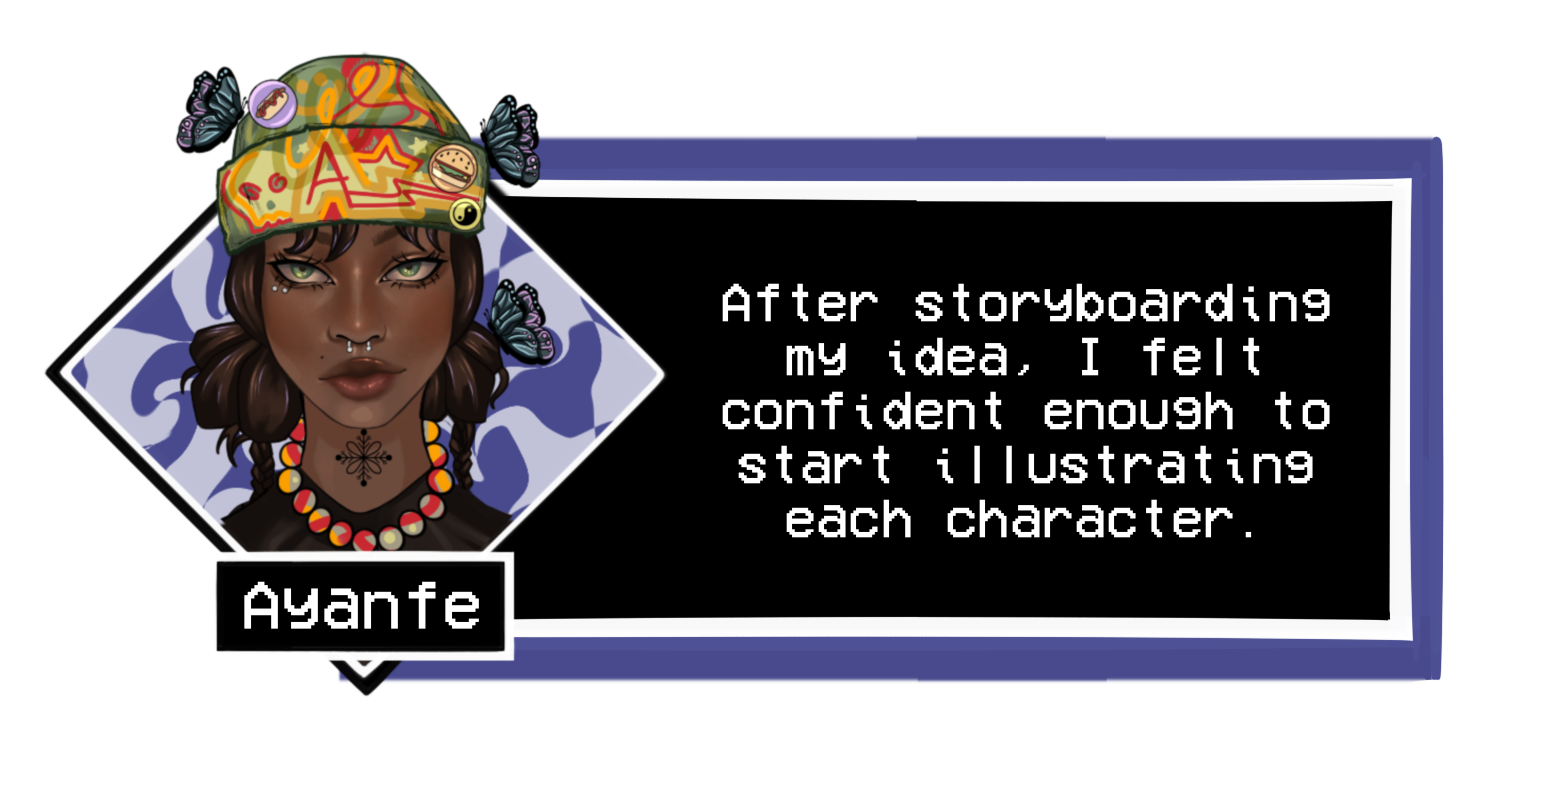 A
After storyboarding
my idea, I felt
confident enough to
start illustrating
each character.
Ayanfe